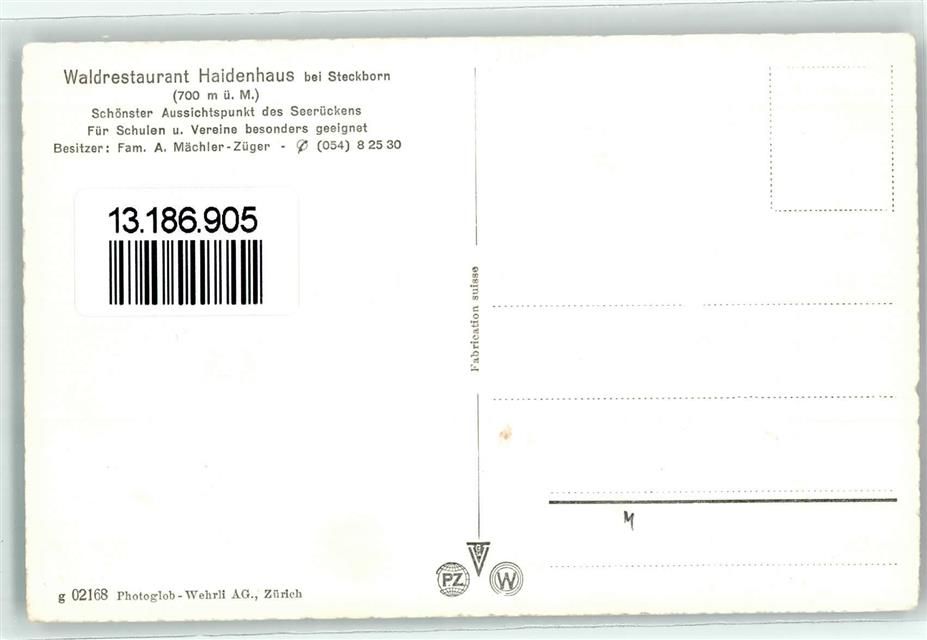 Waldrestaurant Haidenhaus bei Steckborn
(700 m ü. M.)
Schönster Aussichtspunkt des Seerückens
Für Schulen u. Vereine besonders geeignet
Besitzer: Fam. A. Mächler-Züger - ✆ (054) 8 25 30
13.186.905
Fabrication suisse
M
PZ
W
g 02168 Photoglob-Wehrli AG., Zürich